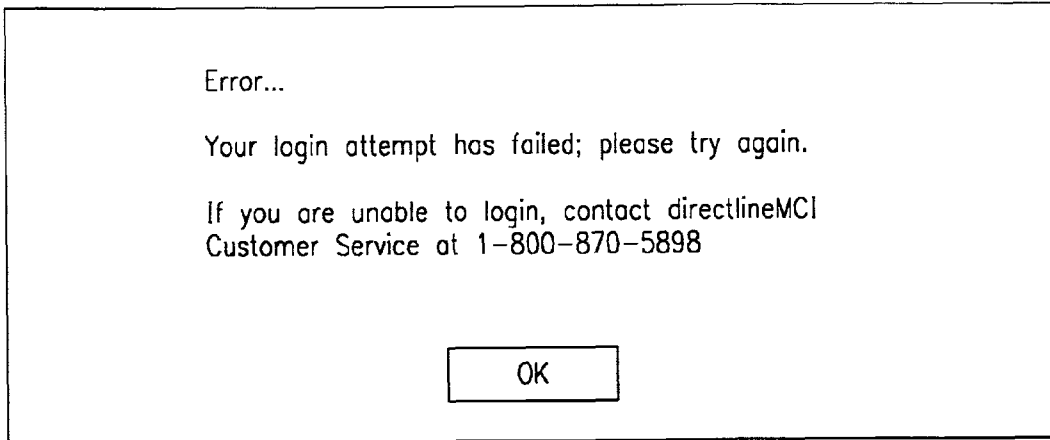 Error...
Your login attempt has failed; please try again.
If you are unable to login, contact directlineMCI
Customer Service at 1-800-870-5898
OK